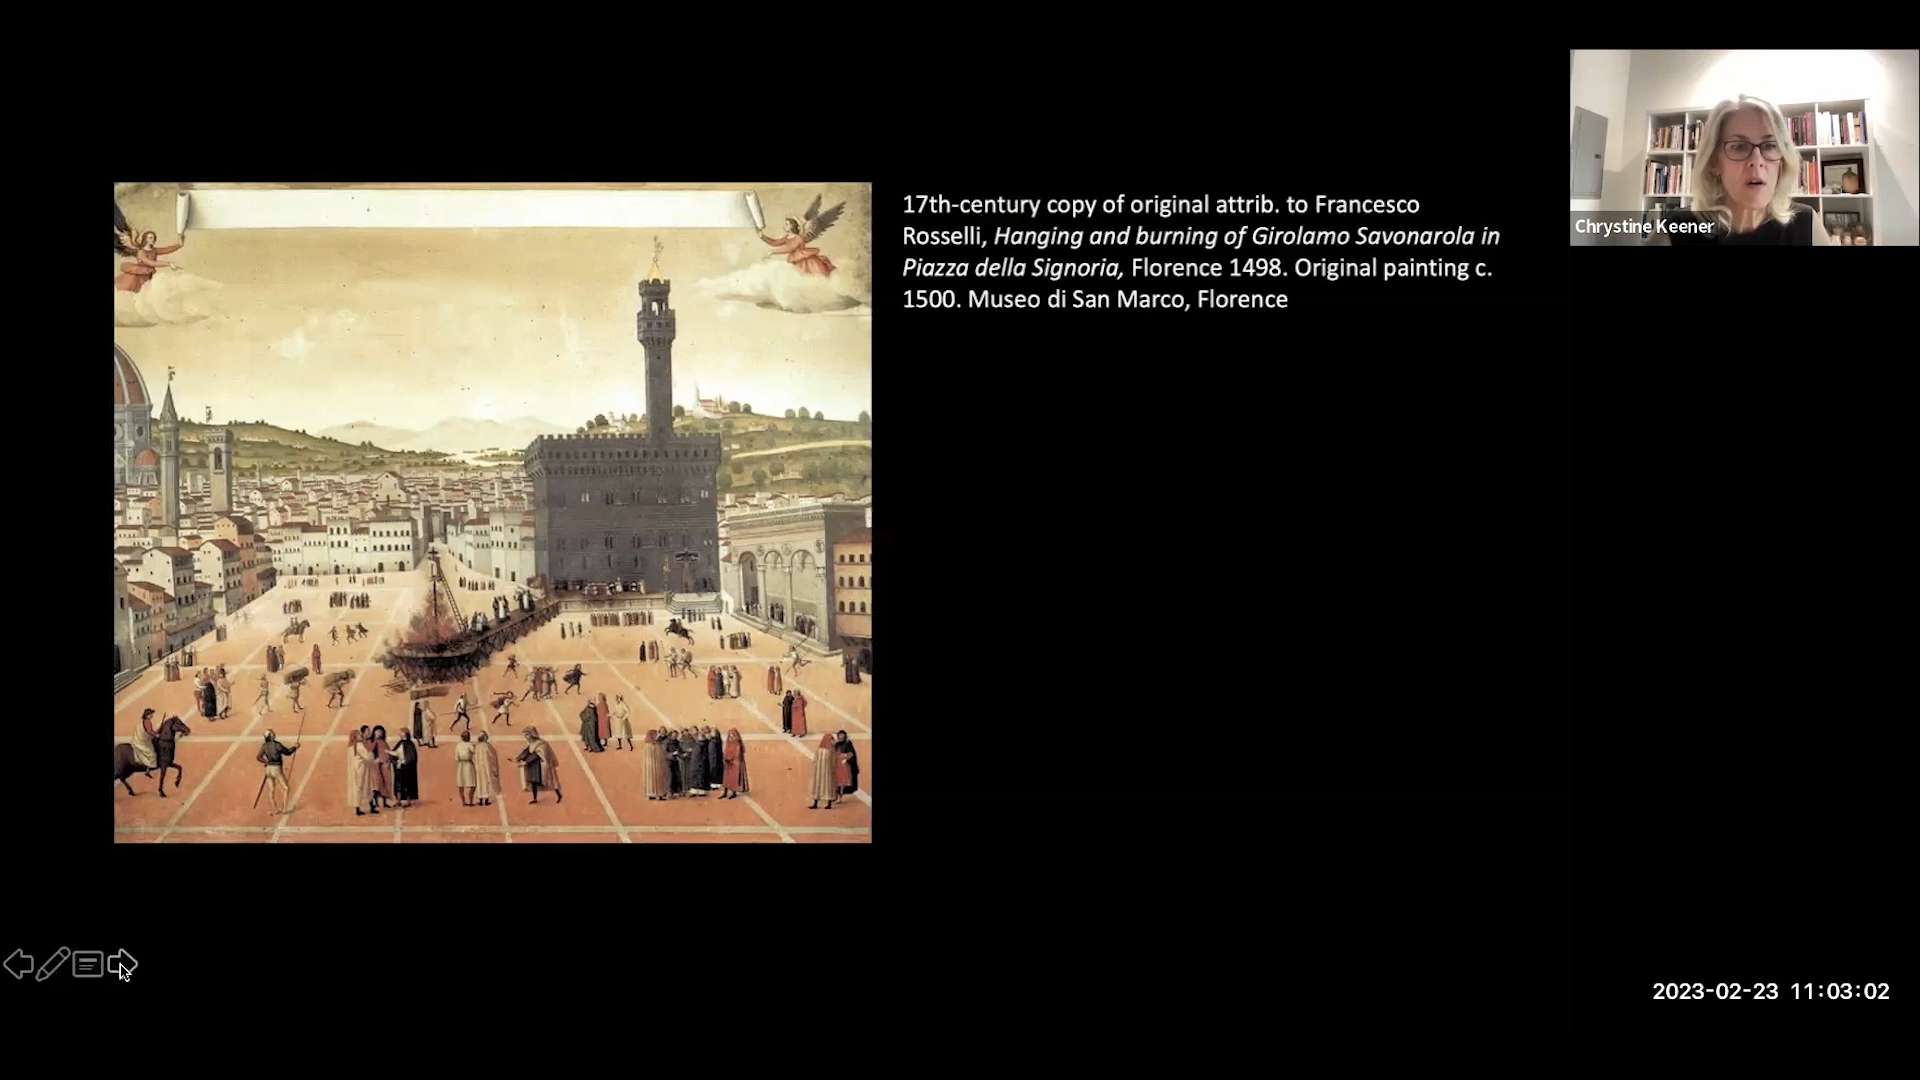 17th-century copy of original attrib. to Francesco
Rosselli, Hanging and burning of Girolamo Savonarola in
Piazza della Signoria, Florence 1498. Original painting c.
1500. Museo di San Marco, Florence
Chrystine Keener
2023-02-23 11:03:02